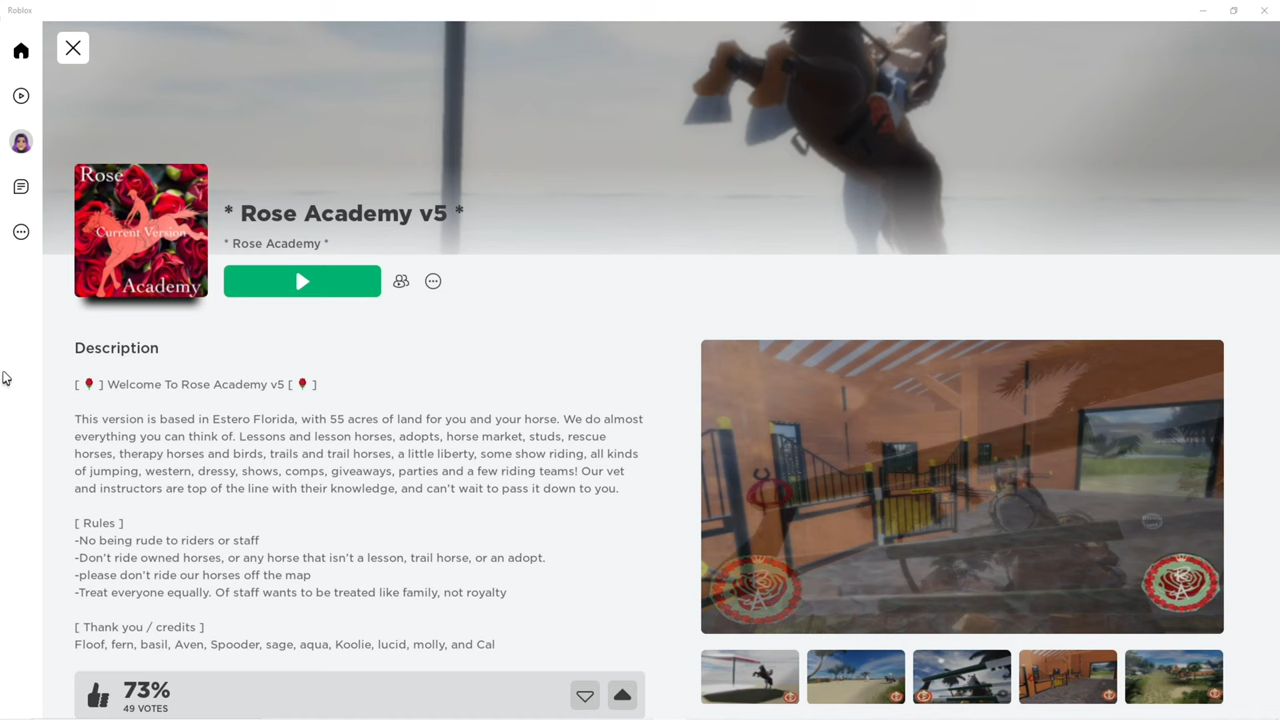 Roblox
Rose
Current Version
Academy
* Rose Academy v5 *
* Rose Academy *
Description
[ 🌹 ] Welcome To Rose Academy v5 [ 🌹 ]
This version is based in Estero Florida, with 55 acres of land for you and your horse. We do almost
everything you can think of. Lessons and lesson horses, adopts, horse market, studs, rescue
horses, therapy horses and birds, trails and trail horses, a little liberty, some show riding, all kinds
of jumping, western, dressy, shows, comps, giveaways, parties and a few riding teams! Our vet
and instructors are top of the line with their knowledge, and can't wait to pass it down to you.
[ Rules ]
-No being rude to riders or staff
-Don't ride owned horses, or any horse that isn't a lesson, trail horse, or an adopt.
-please don't ride our horses off the map
-Treat everyone equally. Of staff wants to be treated like family, not royalty
[ Thank you / credits ]
Floof, fern, basil, Aven, Spooder, sage, aqua, Koolie, lucid, molly, and Cal
73%
49 VOTES